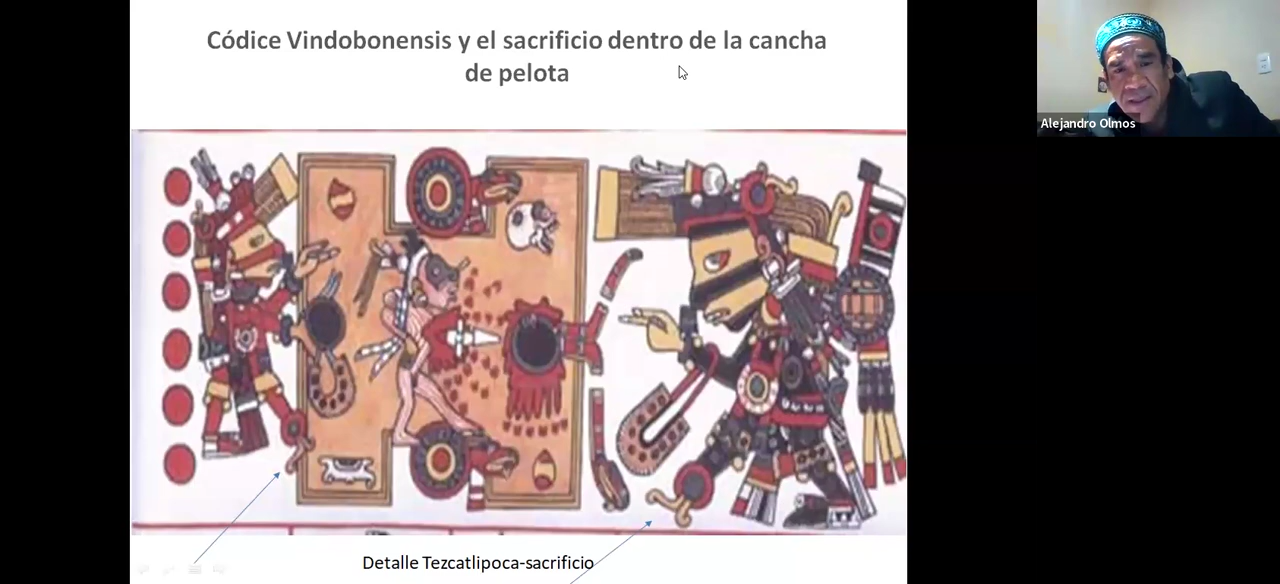 Códice Vindobonensis y el sacrificio dentro de la cancha
de pelota
Alejandro Olmos
Detalle Tezcatlipoca-sacrificio